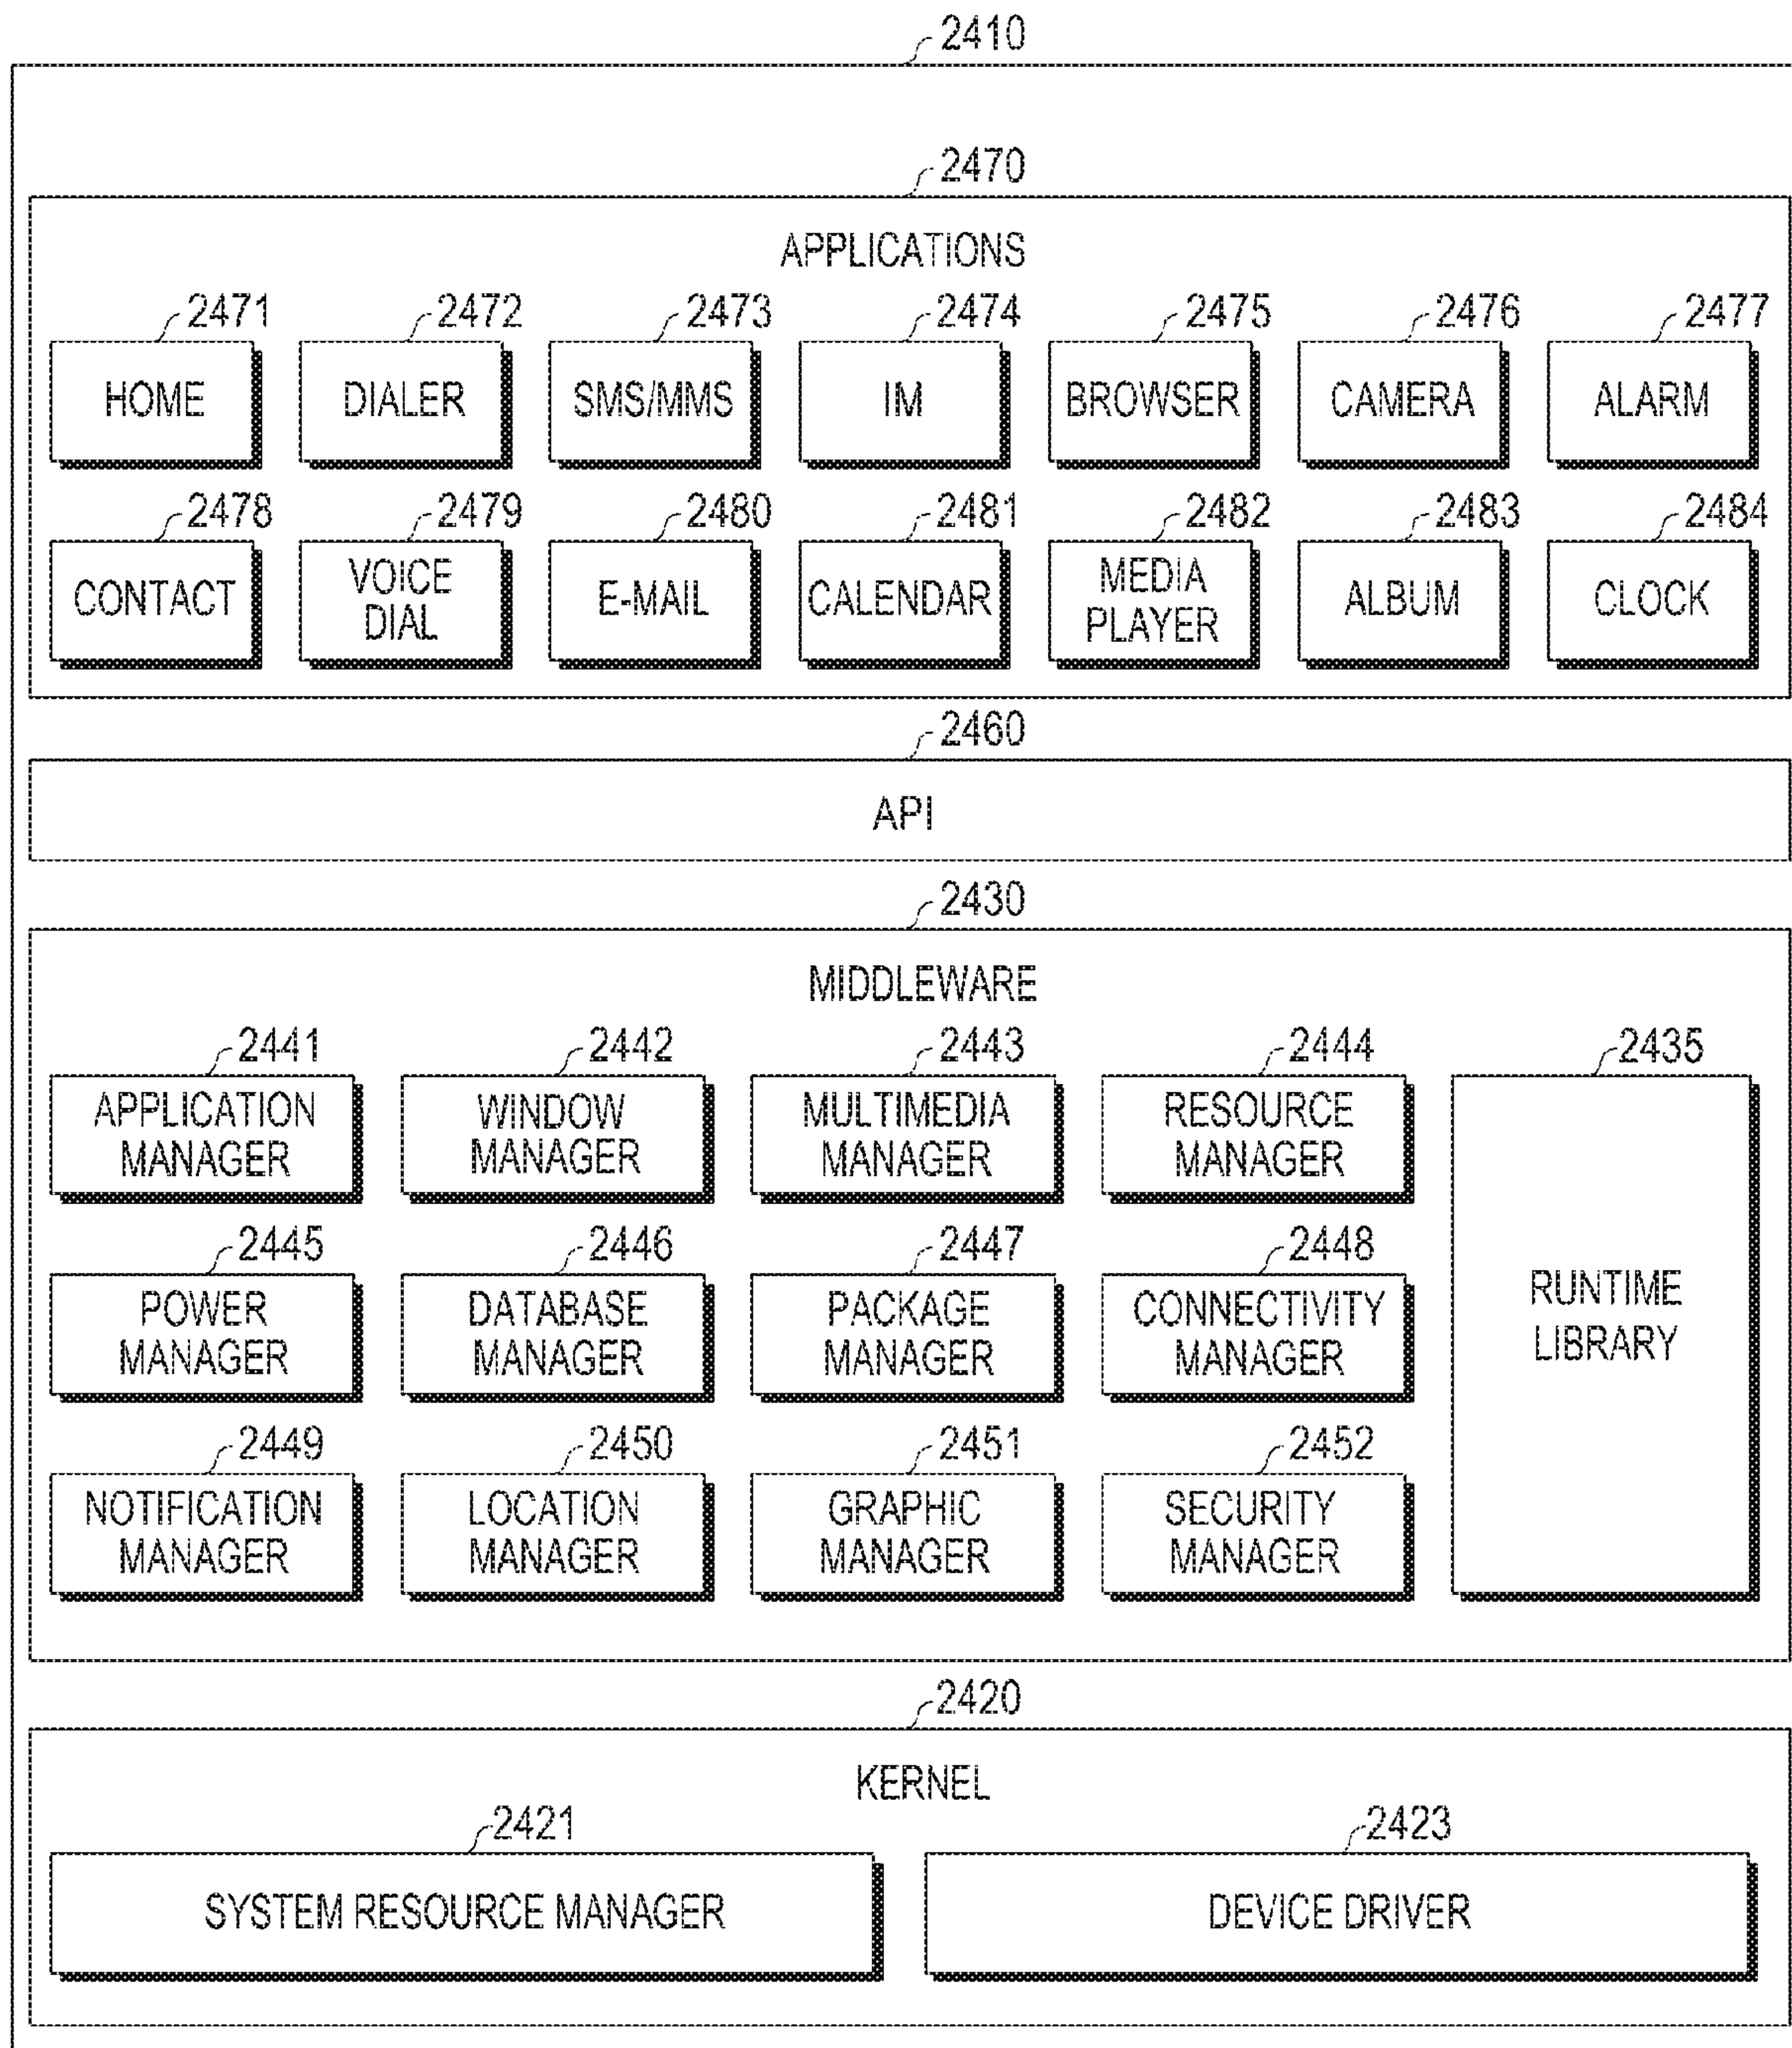 2410
2470
APPLICATIONS
2471 2472 2473 2474 2475 2476 2477
HOME DIALER SMS/MMS IM BROWSER CAMERA ALARM
2478 2479 2480 2481 2482 2483 2484
CONTACT VOICE DIAL E-MAIL CALENDAR MEDIA PLAYER ALBUM CLOCK
2460
API
2430
MIDDLEWARE
2441 2442 2443 2444 2435
APPLICATION MANAGER WINDOW MANAGER MULTIMEDIA MANAGER RESOURCE MANAGER
2445 2446 2447 2448
POWER MANAGER DATABASE MANAGER PACKAGE MANAGER CONNECTIVITY MANAGER RUNTIME LIBRARY
2449 2450 2451 2452
NOTIFICATION MANAGER LOCATION MANAGER GRAPHIC MANAGER SECURITY MANAGER
2420
KERNEL
2421 2423
SYSTEM RESOURCE MANAGER DEVICE DRIVER